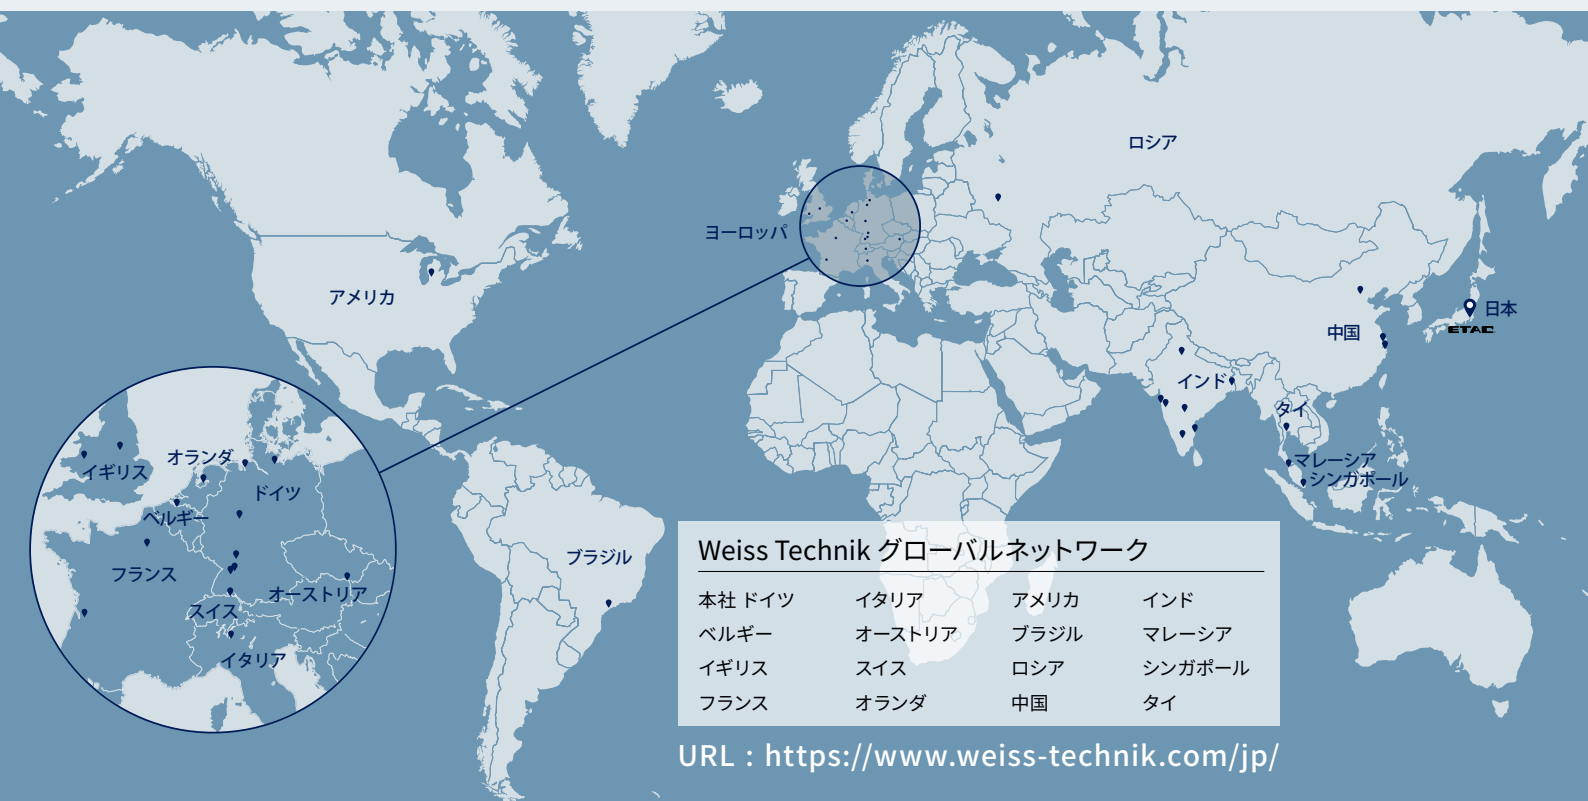 ロシア
ヨーロッパ
アメリカ
日本
ETAC
中国
インド
タイ
マレーシア
シンガポール
オランダ
イギリス
ドイツ
ベルギー
フランス
オーストリア
スイス
イタリア
ブラジル
Weiss Technik グローバルネットワーク
本社 ドイツ イタリア アメリカ インド
ベルギー オーストリア ブラジル マレーシア
イギリス スイス ロシア シンガポール
フランス オランダ 中国 タイ
URL : https://www.weiss-technik.com/jp/